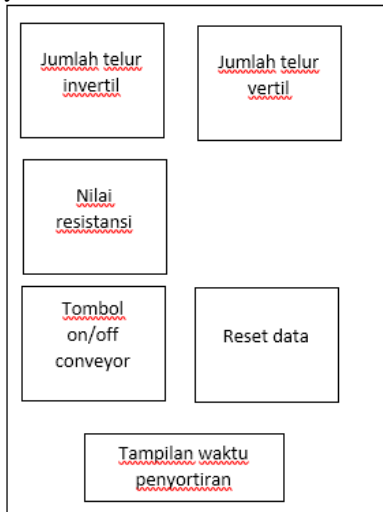 Jumlah telur
invertil
Jumlah telur
vertil
Nilai
resistansi
Tombol
on/off
conveyor
Reset data
Tampilan waktu
penyortiran